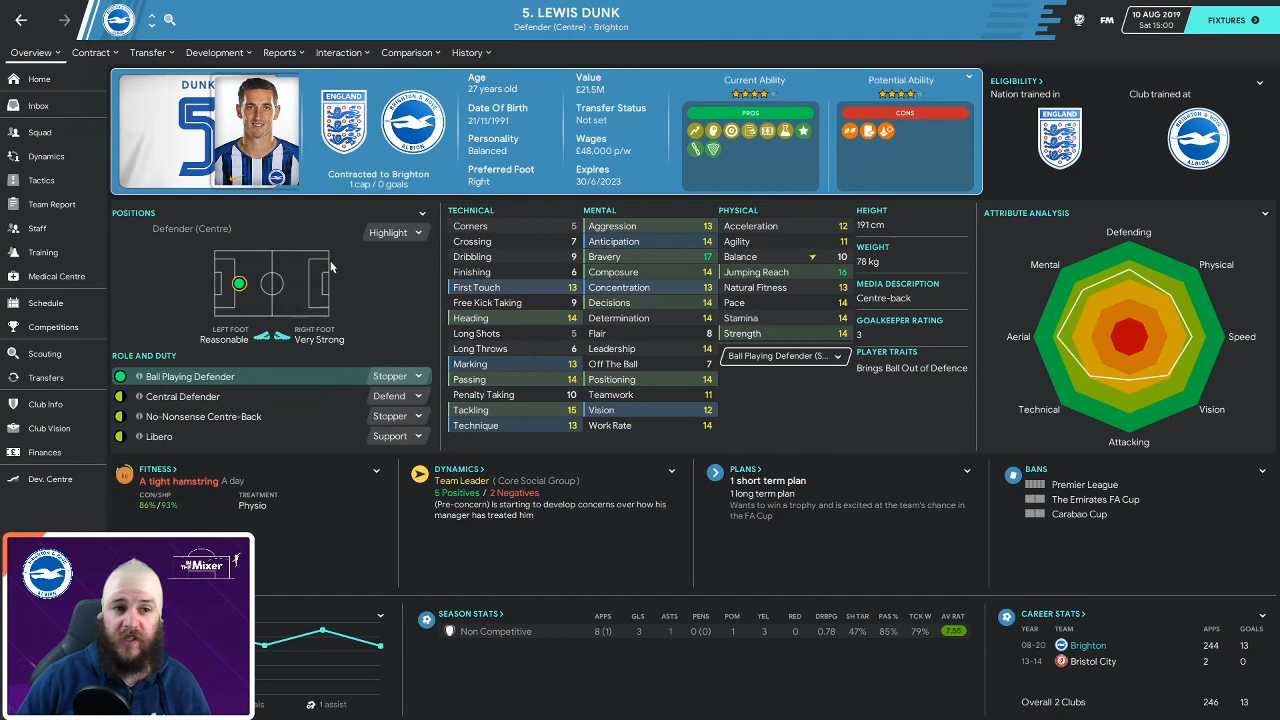 5. LEWIS DUNK
Defender (Centre) - Brighton
FM
10 AUG 2019
Sat 15:00
FIXTURES
Overview Contract Transfer Development Reports Interaction Comparison History
Home
Inbox
Squad
Dynamics
Tactics
Team Report
Staff
Training
Medical Centre
Schedule
Competitions
Scouting
Transfers
Club Info
Club Vision
Finances
Dev. Centre
DUNK
5
ENGLAND
BRIGHTON & HOVE
ALBION
Contracted to Brighton
1 cap / 0 goals
Age
27 years old
Date Of Birth
21/11/1991
Personality
Balanced
Preferred Foot
Right
Value
£21.5M
Transfer Status
Not set
Wages
£48,000 p/w
Expires
30/6/2023
Current Ability
PROS
Potential Ability
CONS
ELIGIBILITY >
Nation trained in
ENGLAND
Club trained at
BRIGHTON & HOVE
ALBION
POSITIONS
Defender (Centre)
Highlight
LEFT FOOT
Reasonable
RIGHT FOOT
Very Strong
ROLE AND DUTY
Ball Playing Defender Stopper
Central Defender Defend
No-Nonsense Centre-Back Stopper
Libero Support
TECHNICAL
Corners 5
Crossing 7
Dribbling 9
Finishing 6
First Touch 13
Free Kick Taking 9
Heading 14
Long Shots 5
Long Throws 6
Marking 13
Passing 14
Penalty Taking 10
Tackling 15
Technique 13
MENTAL
Aggression 13
Anticipation 14
Bravery 17
Composure 14
Concentration 13
Decisions 14
Determination 14
Flair 8
Leadership 14
Off The Ball 7
Positioning 14
Teamwork 11
Vision 12
Work Rate 14
PHYSICAL
Acceleration 12
Agility 11
Balance 10
Jumping Reach 16
Natural Fitness 13
Pace 14
Stamina 14
Strength 14
Ball Playing Defender (S...
HEIGHT
191 cm
WEIGHT
78 kg
MEDIA DESCRIPTION
Centre-back
GOALKEEPER RATING
3
PLAYER TRAITS
Brings Ball Out of Defence
ATTRIBUTE ANALYSIS
Defending
Physical
Speed
Vision
Attacking
Technical
Aerial
Mental
FITNESS >
A tight hamstring A day
CON/SHP
86%/93%
TREATMENT
Physio
DYNAMICS >
Team Leader ( Core Social Group )
5 Positives / 2 Negatives
(Pre-concern) Is starting to develop concerns over how his
manager has treated him
PLANS >
1 short term plan
1 long term plan
Wants to win a trophy and is excited at the team's chance in
the FA Cup
BANS
Premier League
The Emirates FA Cup
Carabao Cup
IN THE Mixer
als
1 assist
SEASON STATS >
APPS GLS ASTS PENS POM YEL RED DRBPG SH TAR PAS % TCK W AV RAT
Non Competitive 8 (1) 3 1 0 (0) 1 3 0 0.78 47% 85% 79% 7.55
CAREER STATS >
YEAR TEAM APPS GOALS
08-20 Brighton 244 13
13-14 Bristol City 2 0
Overall 2 Clubs 246 13